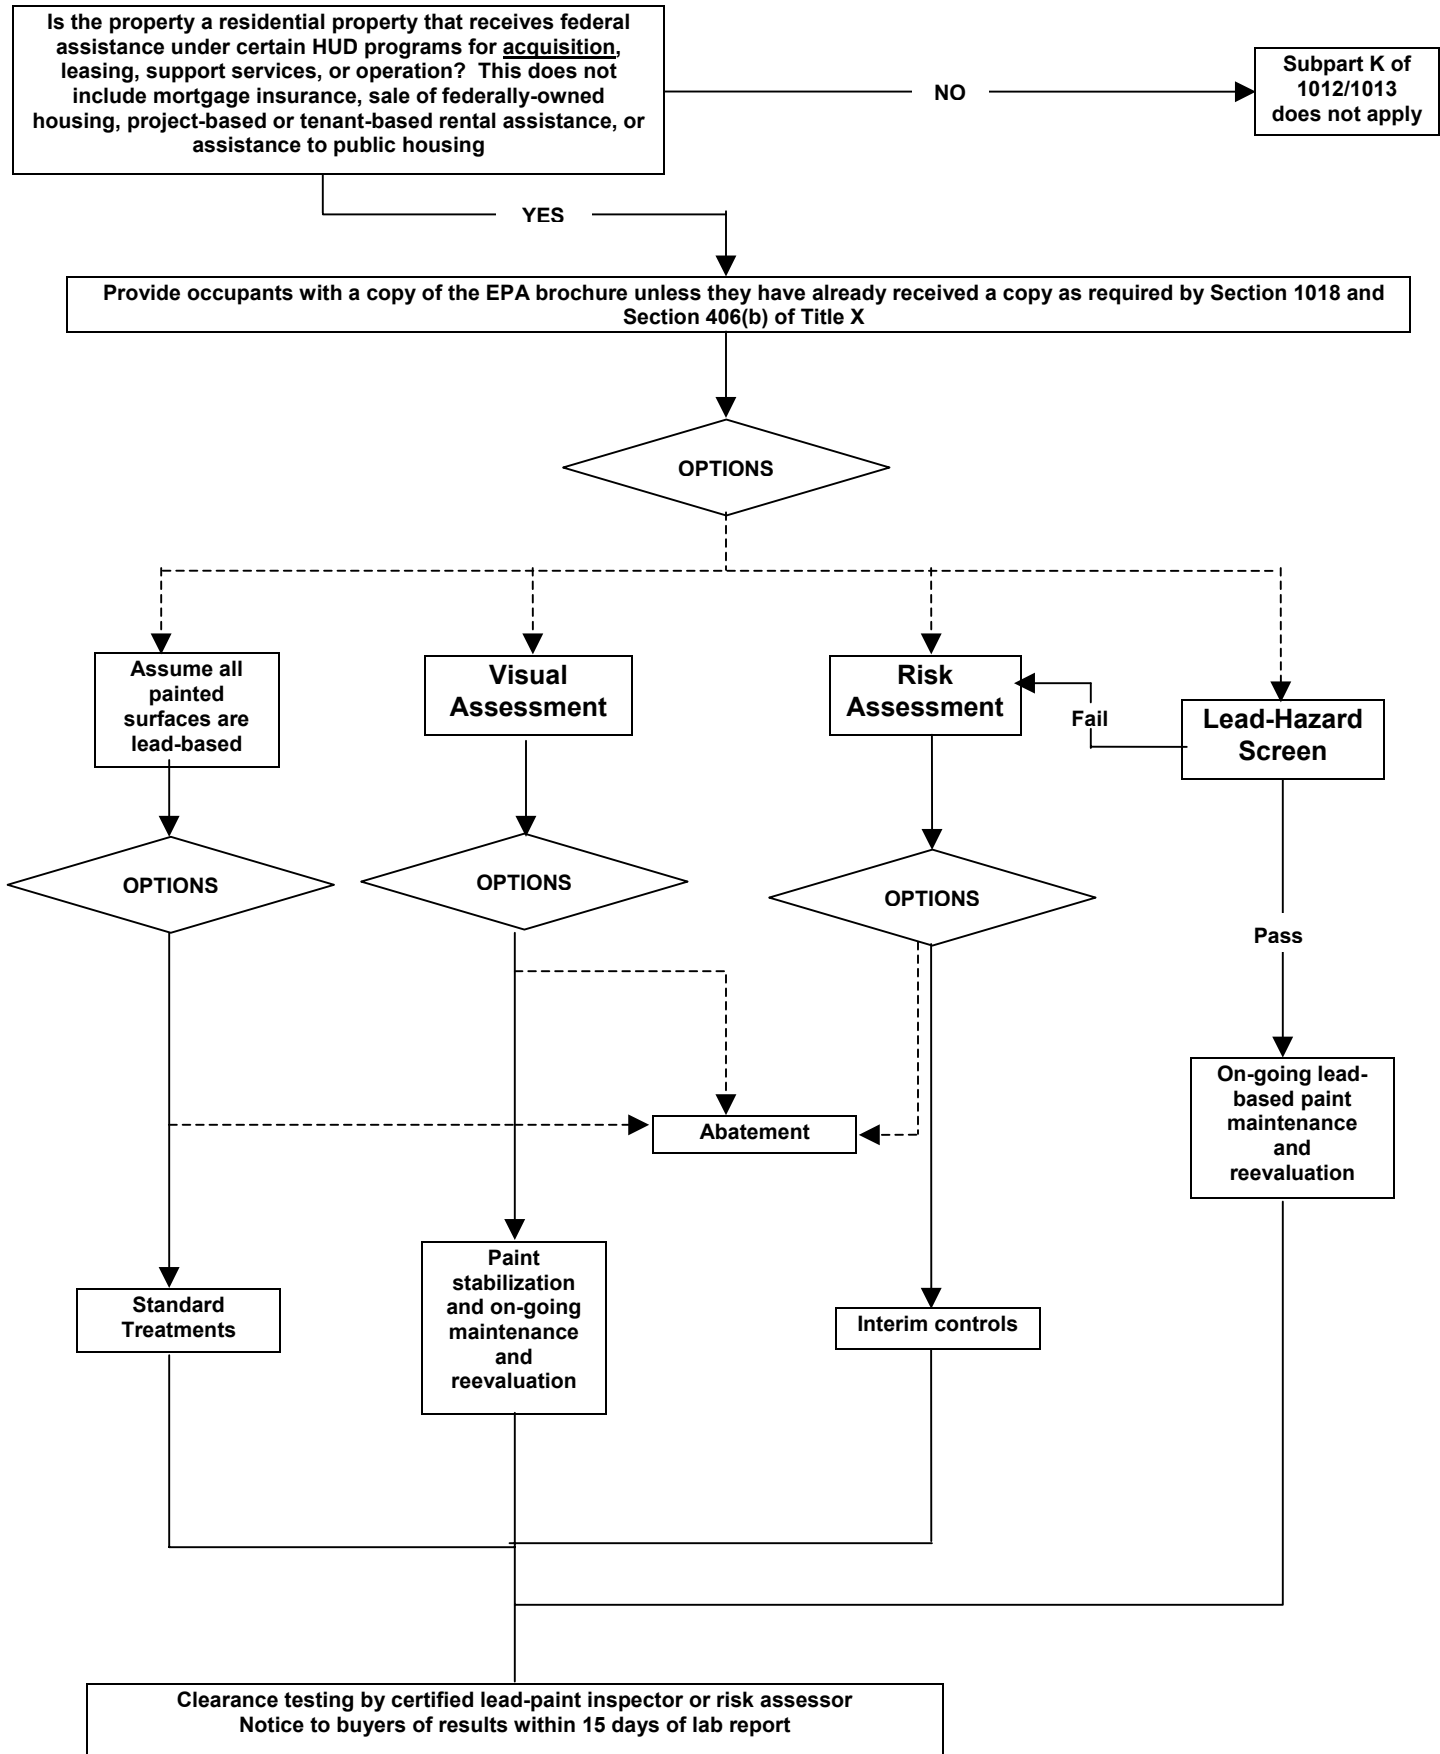 Is the property a residential property that receives federal
assistance under certain HUD programs for acquisition,
leasing, support services, or operation?  This does not
include mortgage insurance, sale of federally-owned
housing, project-based or tenant-based rental assistance, or
assistance to public housing
NO
Subpart K of
1012/1013
does not apply
YES
Provide occupants with a copy of the EPA brochure unless they have already received a copy as required by Section 1018 and
Section 406(b) of Title X
OPTIONS
Assume all
painted
surfaces are
lead-based
Visual
Assessment
Risk
Assessment
Fail
Lead-Hazard
Screen
OPTIONS
OPTIONS
OPTIONS
Pass
Abatement
On-going lead-
based paint
maintenance
and
reevaluation
Standard
Treatments
Paint
stabilization
and on-going
maintenance
and
reevaluation
Interim controls
Clearance testing by certified lead-paint inspector or risk assessor
Notice to buyers of results within 15 days of lab report